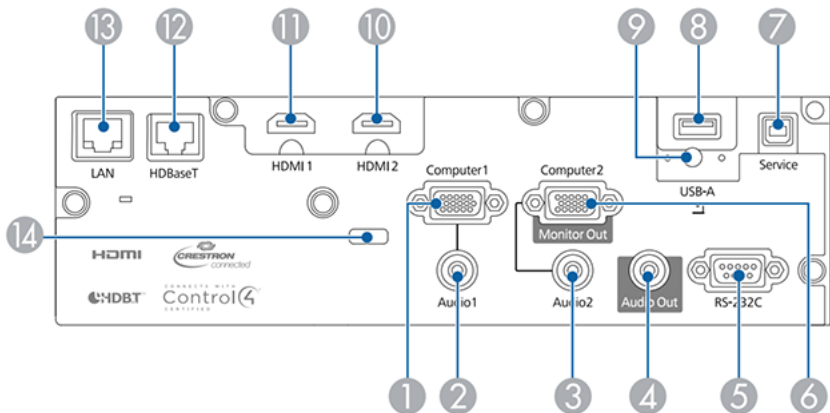 13 12 11 10 9 8 7
LAN HDBaseT HDMI 1 HDMI 2 USB-A Service
Computer1 Computer2
Monitor Out
14
HDMI CRESTRON
connected
HDBT CONNECTS WITH
Control4
CERTIFIED
Audio1 Audio2 Audio Out RS-232C
1 2 3 4 5 6